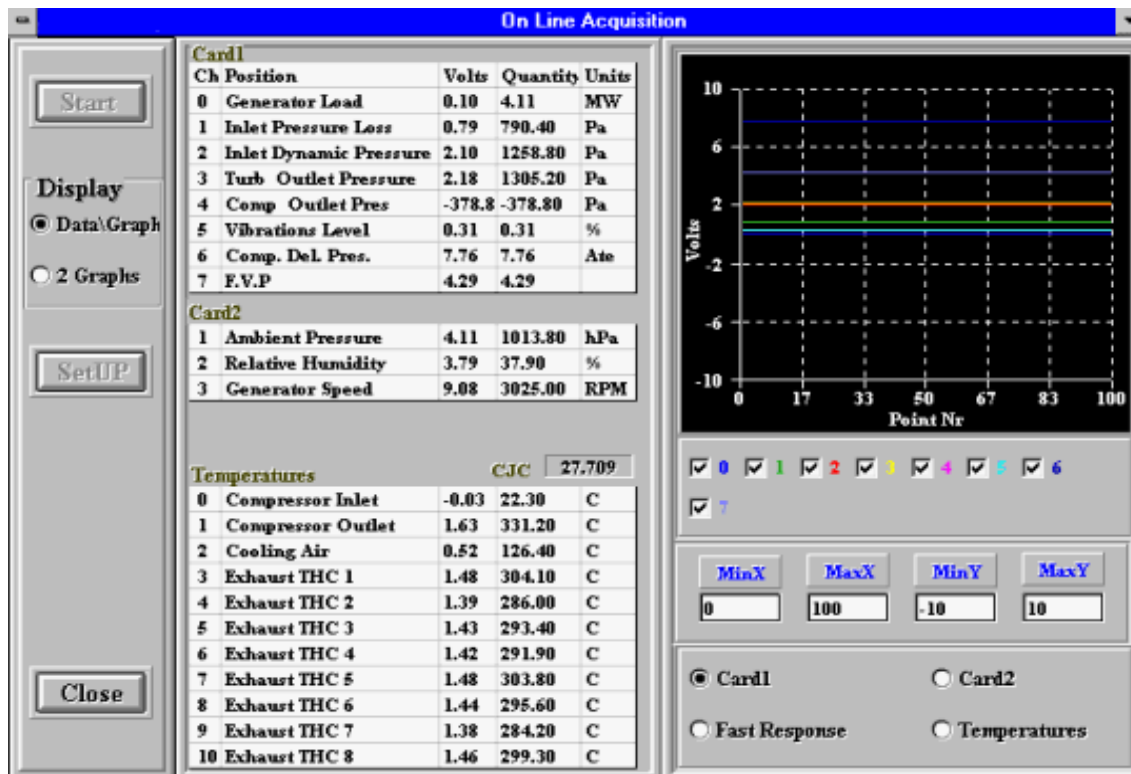 On Line Acquisition
Start
Display
Data\Graph
2 Graphs
SetUP
Close
Card1
Ch Position Volts Quantity Units
0 Generator Load 0.10 4.11 MW
1 Inlet Pressure Loss 0.79 790.40 Pa
2 Inlet Dynamic Pressure 2.10 1258.80 Pa
3 Turb Outlet Pressure 2.18 1305.20 Pa
4 Comp Outlet Pres -378.8 -378.80 Pa
5 Vibrations Level 0.31 0.31 %
6 Comp. Del. Pres. 7.76 7.76 Ate
7 F.V.P 4.29 4.29
Card2
1 Ambient Pressure 4.11 1013.80 hPa
2 Relative Humidity 3.79 37.90 %
3 Generator Speed 9.08 3025.00 RPM
Temperatures CJC 27.709
0 Compressor Inlet -0.03 22.30 C
1 Compressor Outlet 1.63 331.20 C
2 Cooling Air 0.52 126.40 C
3 Exhaust THC 1 1.48 304.10 C
4 Exhaust THC 2 1.39 286.00 C
5 Exhaust THC 3 1.43 293.40 C
6 Exhaust THC 4 1.42 291.90 C
7 Exhaust THC 5 1.48 303.80 C
8 Exhaust THC 6 1.44 295.60 C
9 Exhaust THC 7 1.38 284.20 C
10 Exhaust THC 8 1.46 299.30 C
Volts
10
6
2
-2
-6
-10
0 17 33 50 67 83 100
Point Nr
0 1 2 3 4 5 6
7
MinX MaxX MinY MaxY
0 100 -10 10
Card1 Card2
Fast Response Temperatures